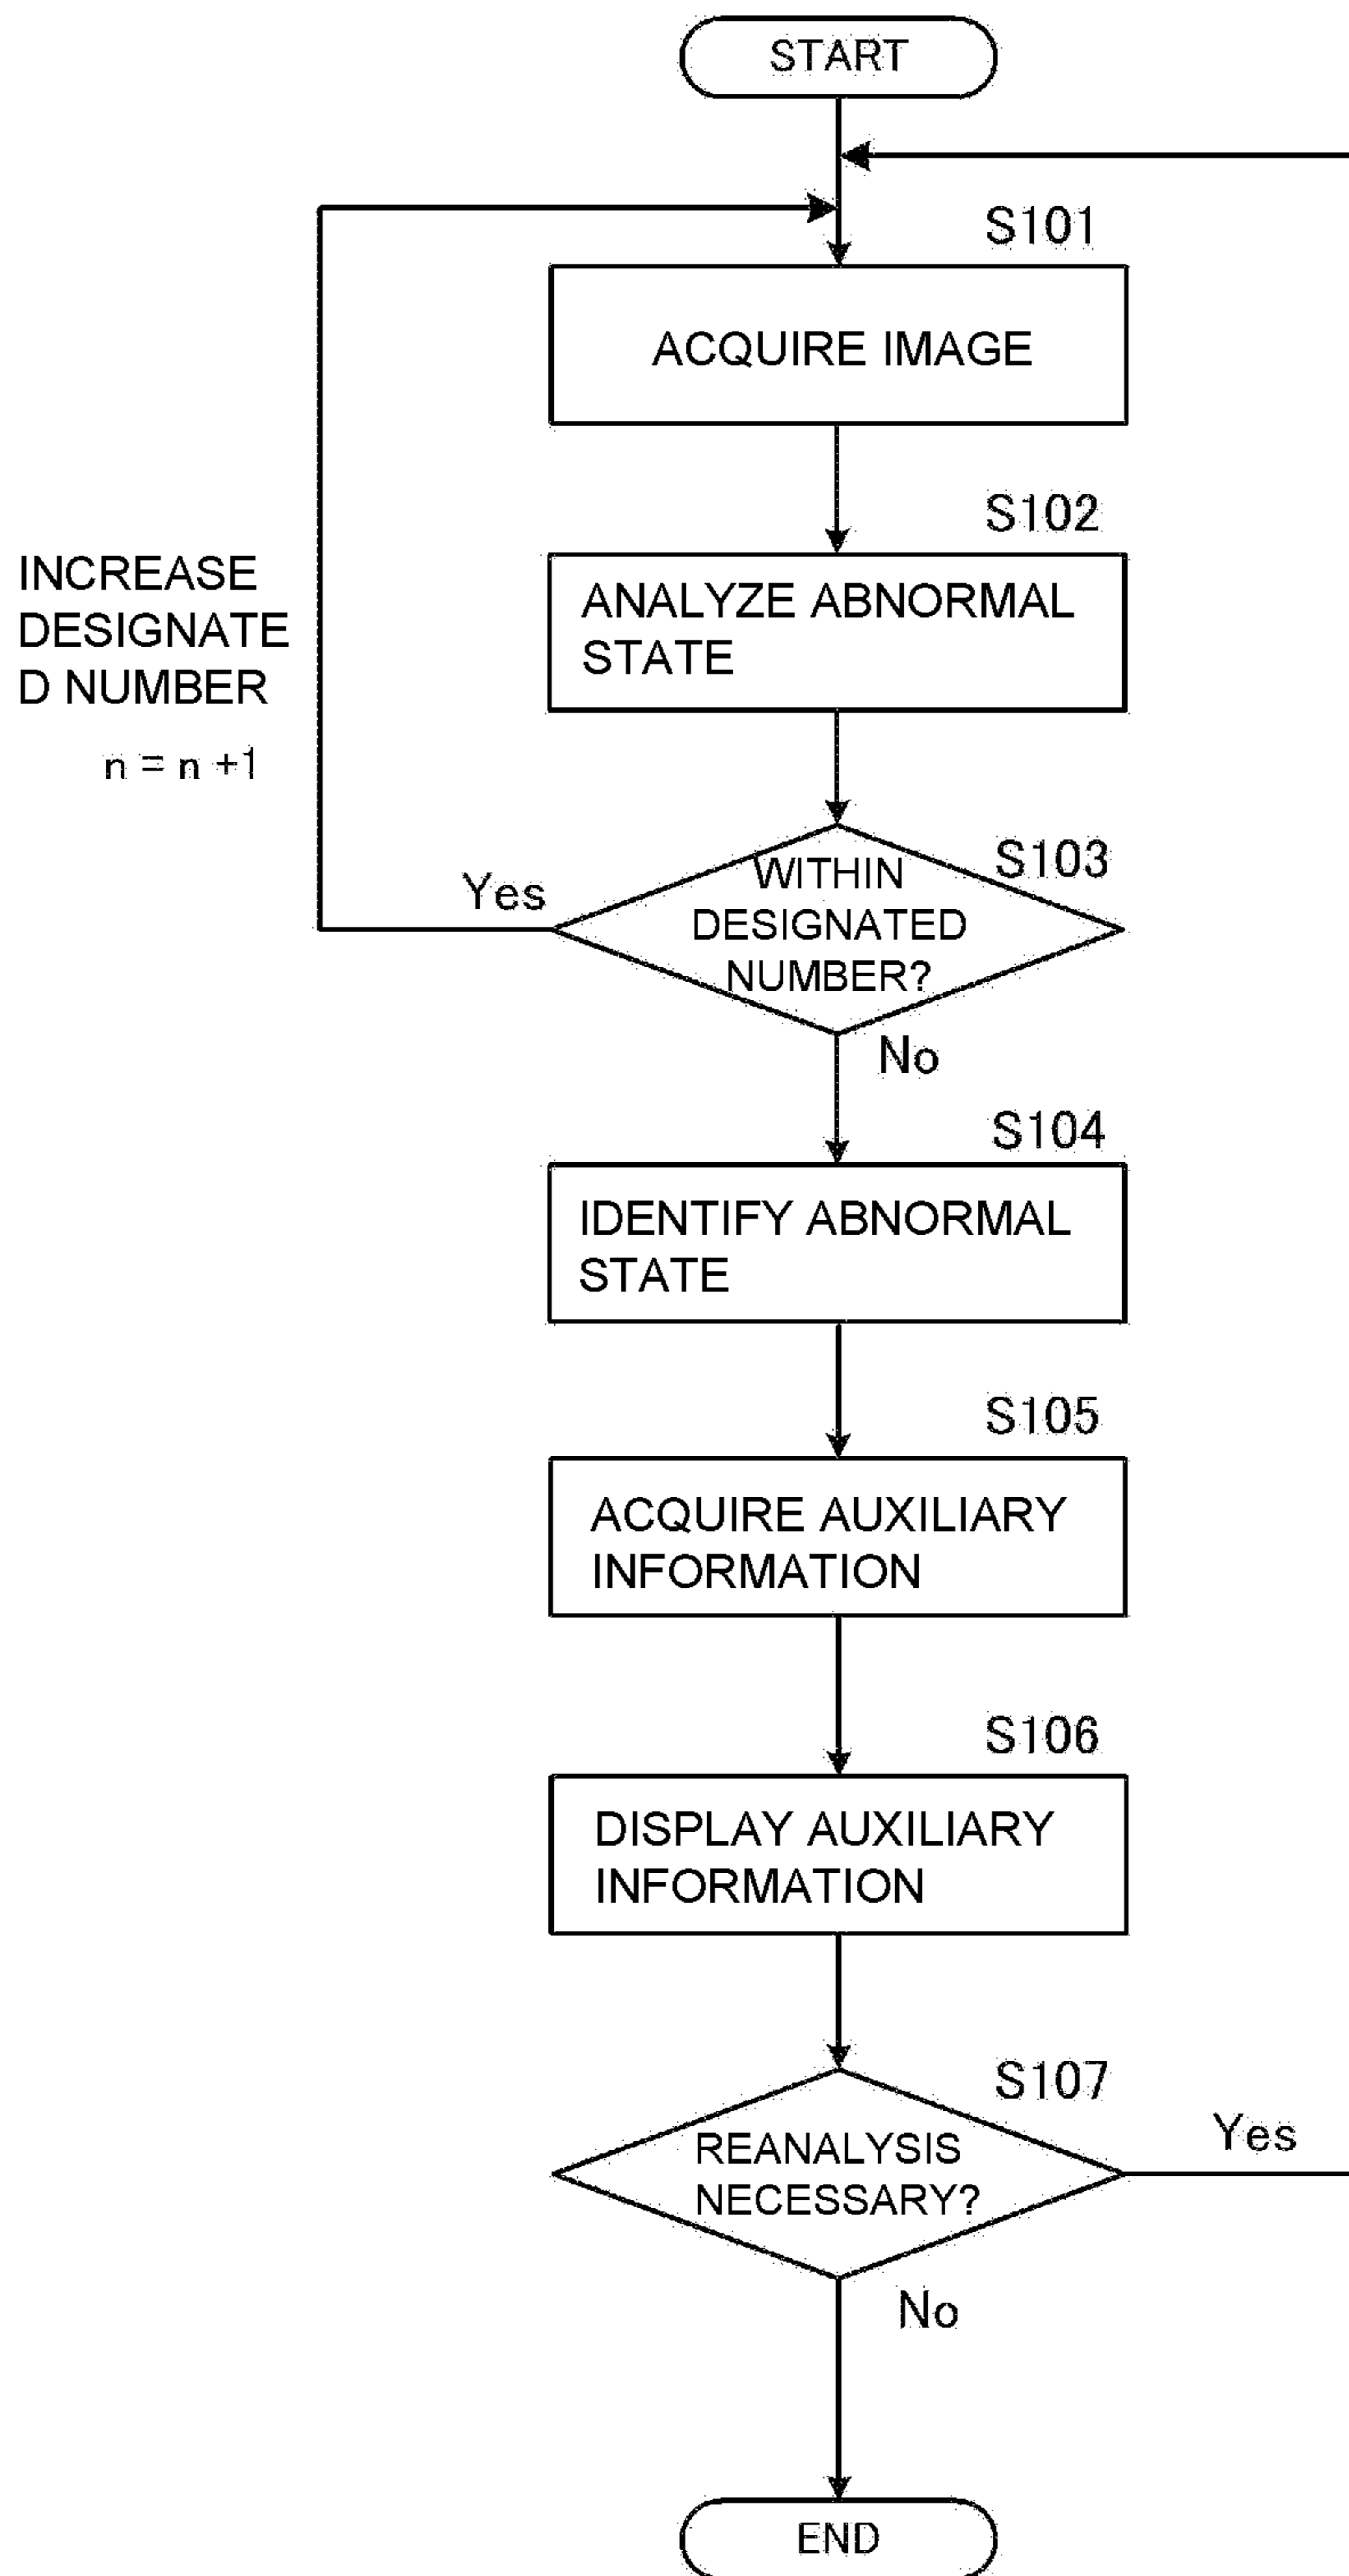 START
S101
ACQUIRE IMAGE
S102
ANALYZE ABNORMAL
STATE
INCREASE
DESIGNATE
D NUMBER
n = n +1
S103
WITHIN
DESIGNATED
NUMBER?
Yes
No
S104
IDENTIFY ABNORMAL
STATE
S105
ACQUIRE AUXILIARY
INFORMATION
S106
DISPLAY AUXILIARY
INFORMATION
S107
REANALYSIS
NECESSARY?
Yes
No
END